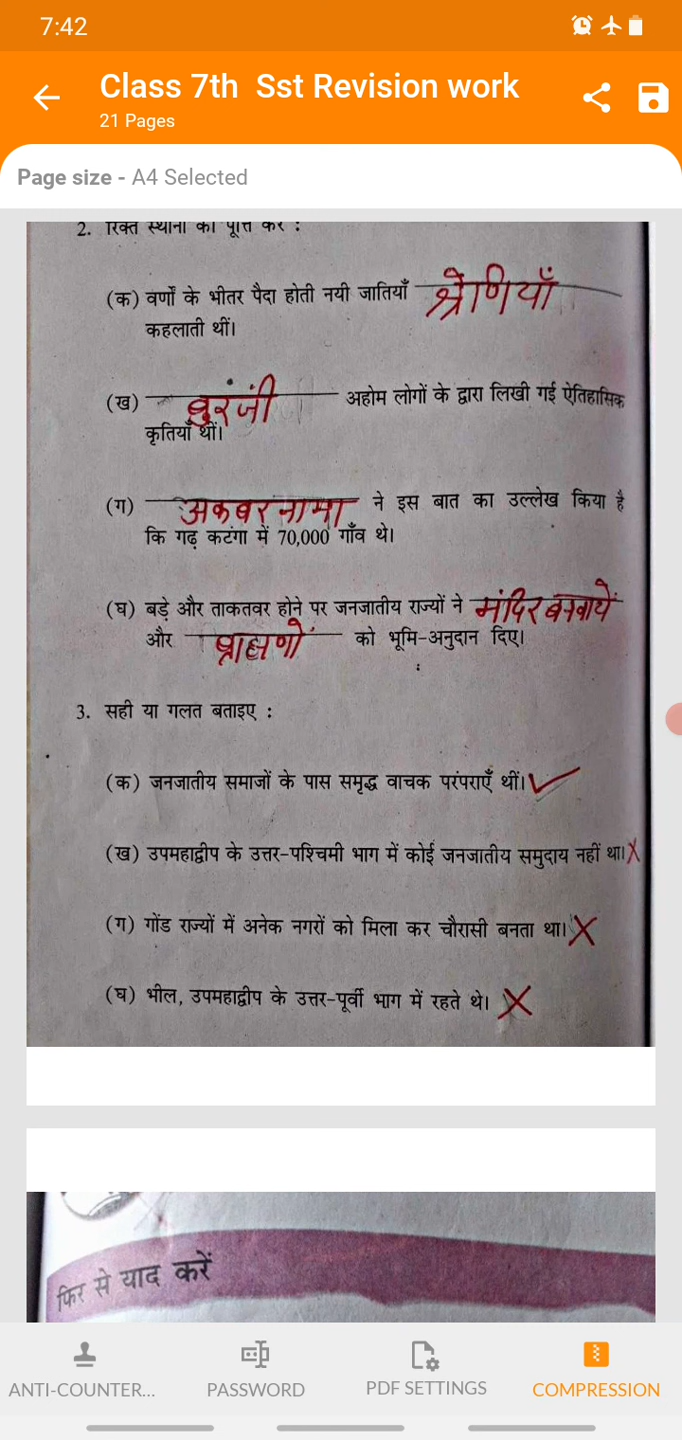 7:42
Class 7th Sst Revision work
21 Pages
Page size - A4 Selected
2. रिक्त स्थानों की पूर्ति करें :
(क) वर्णों के भीतर पैदा होती नयी जातियाँ श्रेणियाँ
कहलाती थीं।
(ख) बुरंजी अहोम लोगों के द्वारा लिखी गई ऐतिहासिक
कृतियाँ थीं।
(ग) अकबरनामा ने इस बात का उल्लेख किया है
कि गढ़ कटंगा में 70,000 गाँव थे।
(घ) बड़े और ताकतवर होने पर जनजातीय राज्यों ने मंदिर बनवायें
और ब्राह्मणों को भूमि-अनुदान दिए।
3. सही या गलत बताइए :
(क) जनजातीय समाजों के पास समृद्ध वाचक परंपराएँ थीं। ✓
(ख) उपमहाद्वीप के उत्तर-पश्चिमी भाग में कोई जनजातीय समुदाय नहीं था। X
(ग) गोंड राज्यों में अनेक नगरों को मिला कर चौरासी बनता था। X
(घ) भील, उपमहाद्वीप के उत्तर-पूर्वी भाग में रहते थे। X
फिर से याद करें
ANTI-COUNTER... PASSWORD PDF SETTINGS COMPRESSION